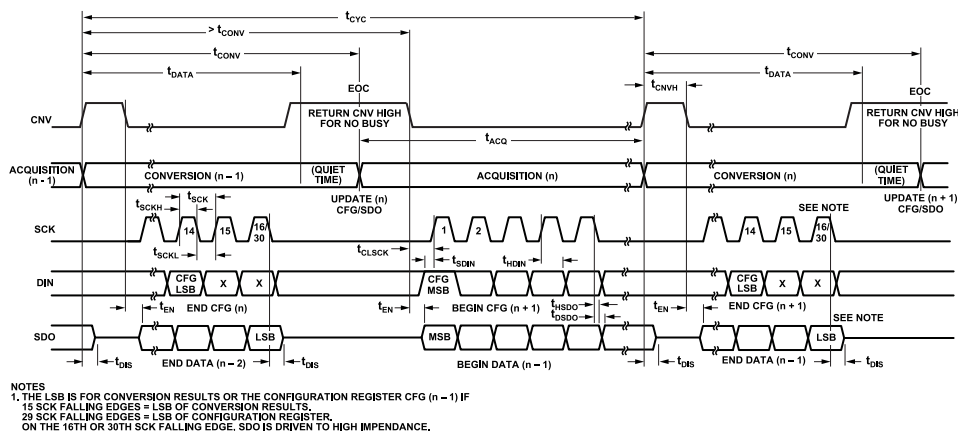 tCYC
> tCONV
tCONV
tCONV
tDATA
tDATA
tCNVH
EOC
EOC
CNV
RETURN CNV HIGH
FOR NO BUSY
RETURN CNV HIGH
FOR NO BUSY
tACQ
ACQUISITION
(n - 1)
CONVERSION (n – 1)
(QUIET
TIME)
ACQUISITION (n)
CONVERSION (n)
(QUIET
TIME)
UPDATE (n)
CFG/SDO
UPDATE (n + 1)
CFG/SDO
tSCK
tSCKH
SEE NOTE
SCK
14
15
16/
30
1
2
14
15
16/
30
tSCKL
tCLSCK
tSDIN
tHDIN
DIN
CFG
LSB
X
X
CFG
MSB
CFG
LSB
X
X
tEN
END CFG (n)
tEN
BEGIN CFG (n + 1)
tHSDO
tDSDO
tEN
END CFG (n + 1)
SEE NOTE
SDO
LSB
MSB
LSB
tDIS
END DATA (n – 2)
tDIS
BEGIN DATA (n – 1)
tDIS
END DATA (n – 1)
tDIS
NOTES
1. THE LSB IS FOR CONVERSION RESULTS OR THE CONFIGURATION REGISTER CFG (n – 1) IF
15 SCK FALLING EDGES = LSB OF CONVERSION RESULTS.
29 SCK FALLING EDGES = LSB OF CONFIGURATION REGISTER.
ON THE 16TH OR 30TH SCK FALLING EDGE, SDO IS DRIVEN TO HIGH IMPENDANCE.